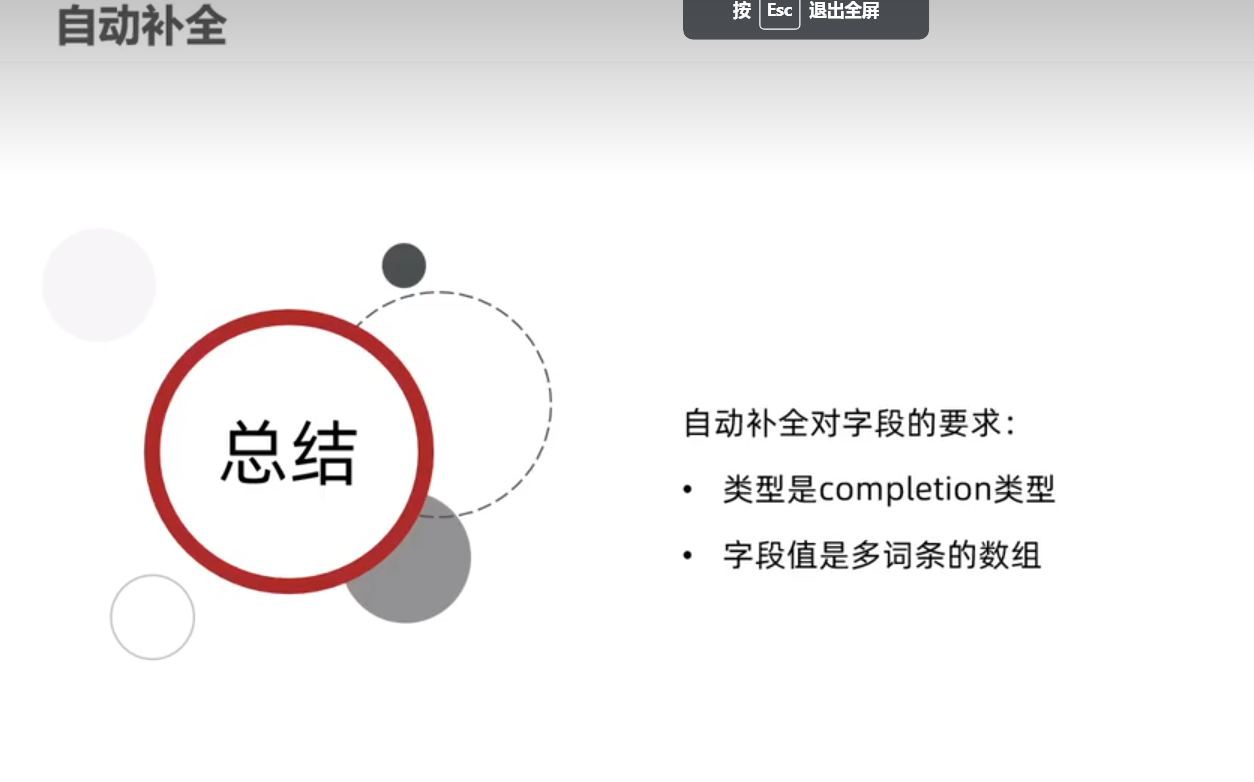 自动补全
按 Esc 退出全屏
总结
自动补全对字段的要求：
• 类型是completion类型
• 字段值是多词条的数组